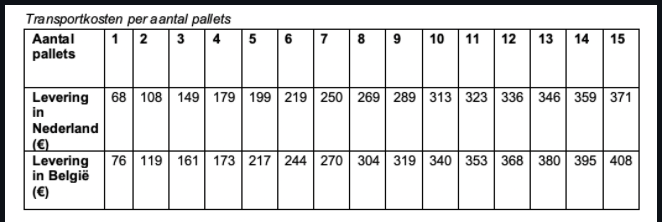 Transportkosten per aantal pallets
Aantal pallets 1 2 3 4 5 6 7 8 9 10 11 12 13 14 15
Levering in Nederland (€) 68 108 149 179 199 219 250 269 289 313 323 336 346 359 371
Levering in België (€) 76 119 161 173 217 244 270 304 319 340 353 368 380 395 408